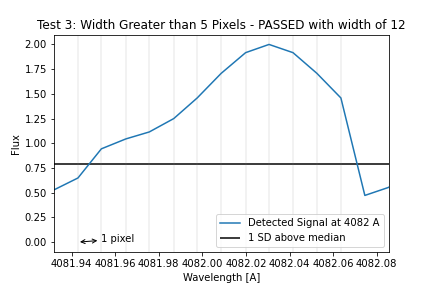 Test 3: Width Greater than 5 Pixels - PASSED with width of 12
Flux
2.00
1.75
1.50
1.25
1.00
0.75
0.50
0.25
0.00
1 pixel
Detected Signal at 4082 A
1 SD above median
4081.94 4081.96 4081.98 4082.00 4082.02 4082.04 4082.06 4082.08
Wavelength [A]